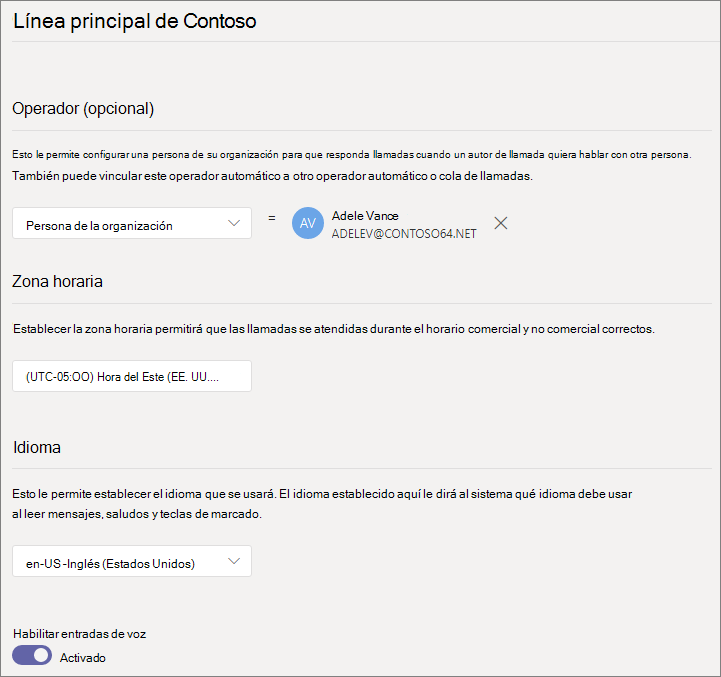 Línea principal de Contoso
Operador (opcional)
Esto le permite configurar una persona de su organización para que responda llamadas cuando un autor de llamada quiera hablar con otra persona.
También puede vincular este operador automático a otro operador automático o cola de llamadas.
Persona de la organización = AV Adele Vance
ADELEV@CONTOSO64.NET
Zona horaria
Establecer la zona horaria permitirá que las llamadas se atendidas durante el horario comercial y no comercial correctos.
(UTC-05:OO) Hora del Este (EE. UU....
Idioma
Esto le permite establecer el idioma que se usará. El idioma establecido aquí le dirá al sistema qué idioma debe usar
al leer mensajes, saludos y teclas de marcado.
en-US -Inglés (Estados Unidos)
Habilitar entradas de voz
Activado